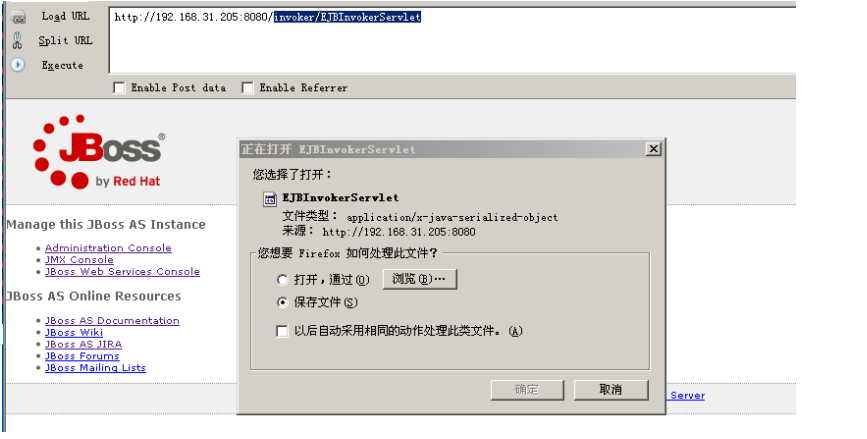 Load URL
http://192.168.31.205:8080/invoker/EJBInvokerServlet
Split URL
Execute
Enable Post data
Enable Referrer
JBoss®
by Red Hat
正在打开 EJBInvokerServlet
您选择了打开：
EJBInvokerServlet
文件类型： application/x-java-serialized-object
来源： http://192.168.31.205:8080
您想要 Firefox 如何处理此文件？
打开，通过(O)
浏览(B)…
保存文件(S)
以后自动采用相同的动作处理此类文件。(A)
确定
取消
Manage this JBoss AS Instance
Administration Console
JMX Console
JBoss Web Services Console
JBoss AS Online Resources
JBoss AS Documentation
JBoss Wiki
JBoss AS JIRA
JBoss Forums
JBoss Mailing Lists
Server